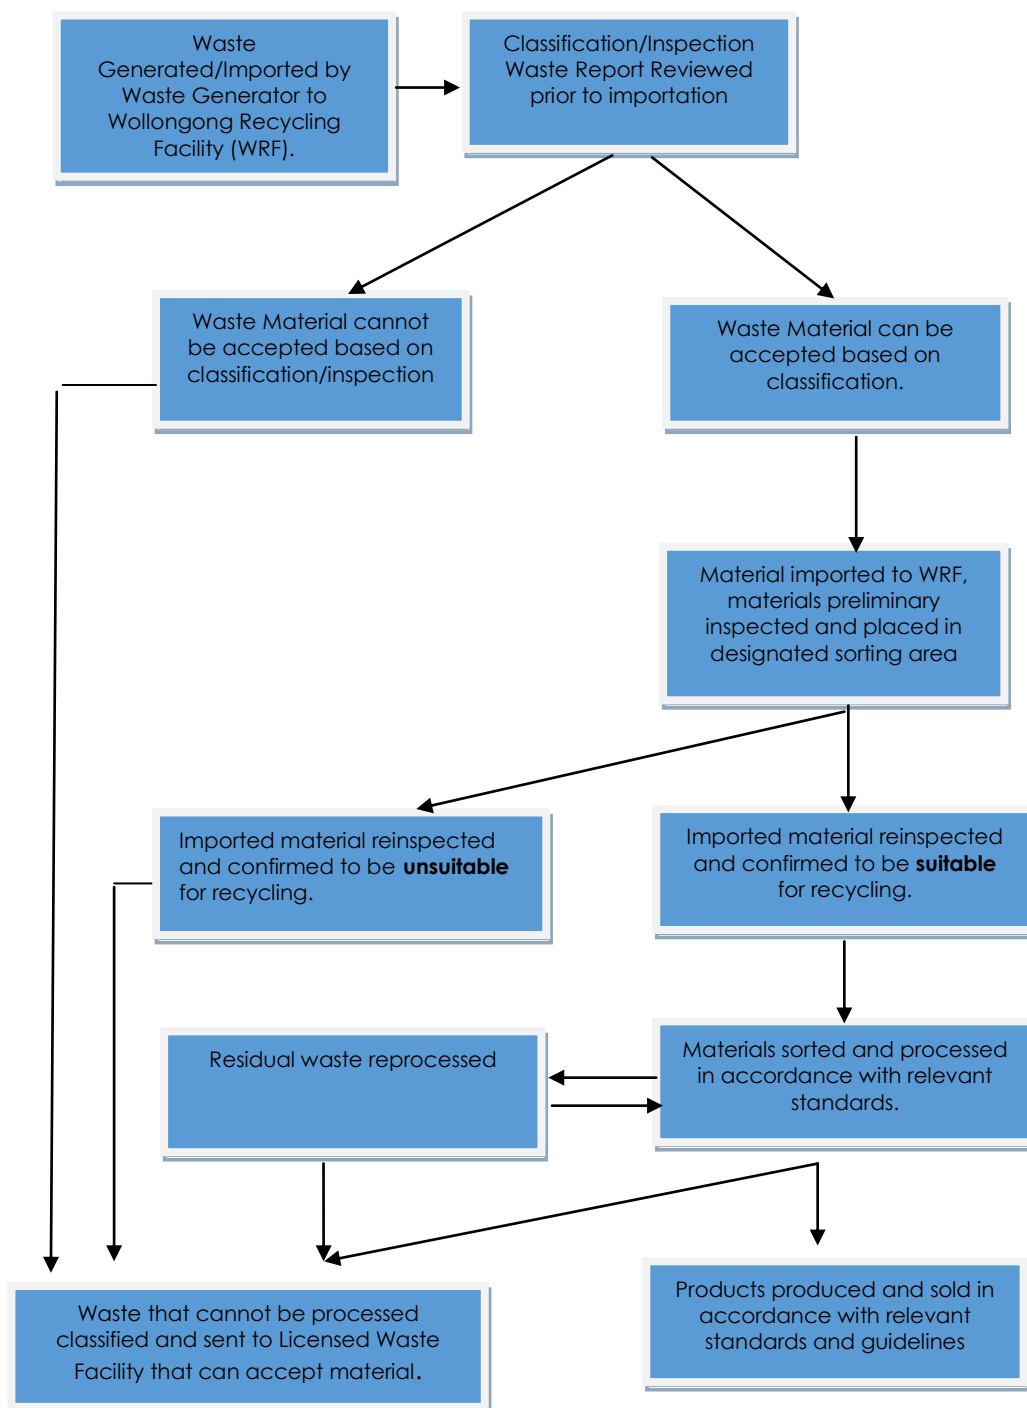 Waste
Generated/Imported by
Waste Generator to
Wollongong Recycling
Facility (WRF).
Classification/Inspection
Waste Report Reviewed
prior to importation
Waste Material cannot
be accepted based on
classification/inspection
Waste Material can be
accepted based on
classification.
Material imported to WRF,
materials preliminary
inspected and placed in
designated sorting area
Imported material reinspected
and confirmed to be unsuitable
for recycling.
Imported material reinspected
and confirmed to be suitable
for recycling.
Residual waste reprocessed
Materials sorted and processed
in accordance with relevant
standards.
Waste that cannot be processed
classified and sent to Licensed Waste
Facility that can accept material.
Products produced and sold in
accordance with relevant
standards and guidelines